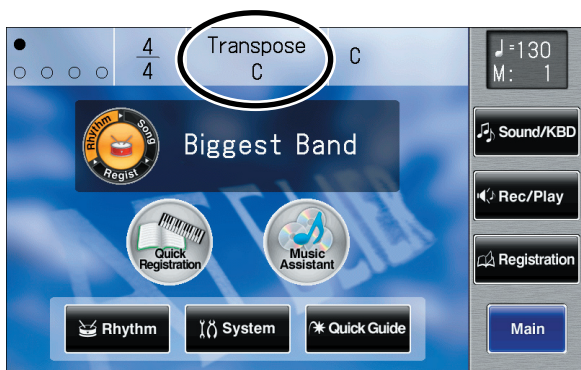 4
4
Transpose
C
C
♩=130
M: 1
Rhythm
Song
Regist
Biggest Band
Sound/KBD
Rec/Play
Quick
Registration
Music
Assistant
Registration
Rhythm
System
Quick Guide
Main
ATELIER